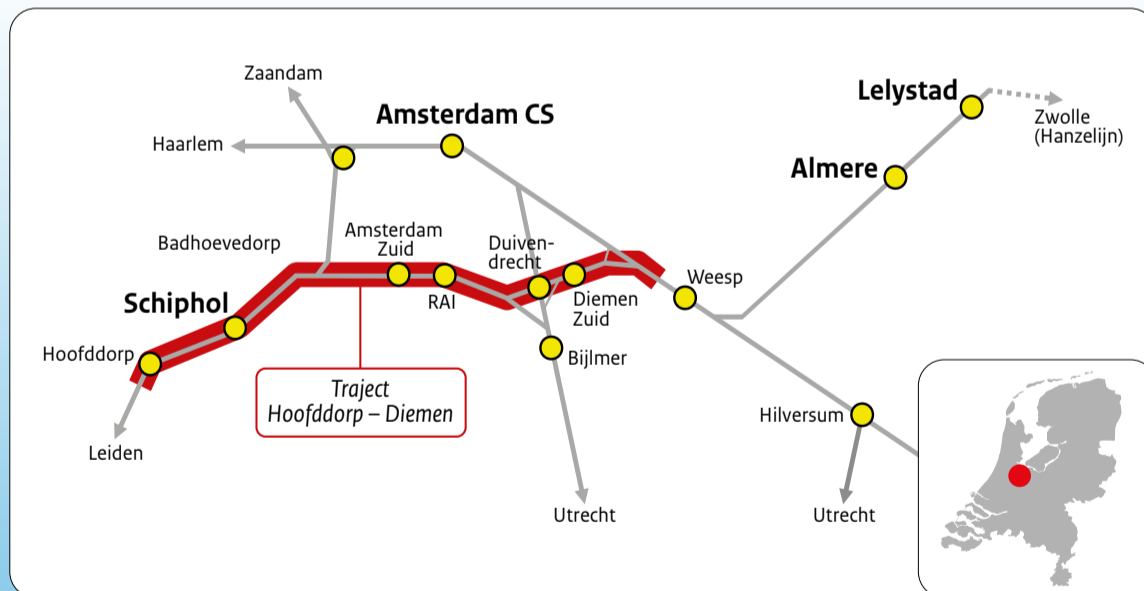 Zaandam
Amsterdam CS
Haarlem
Lelystad
Zwolle
(Hanzelijn)
Almere
Badhoevedorp
Amsterdam
Zuid
Duiven-
drecht
Weesp
Schiphol
RAI
Diemen
Zuid
Hoofddorp
Bijlmer
Traject
Hoofddorp – Diemen
Hilversum
Leiden
Utrecht
Utrecht